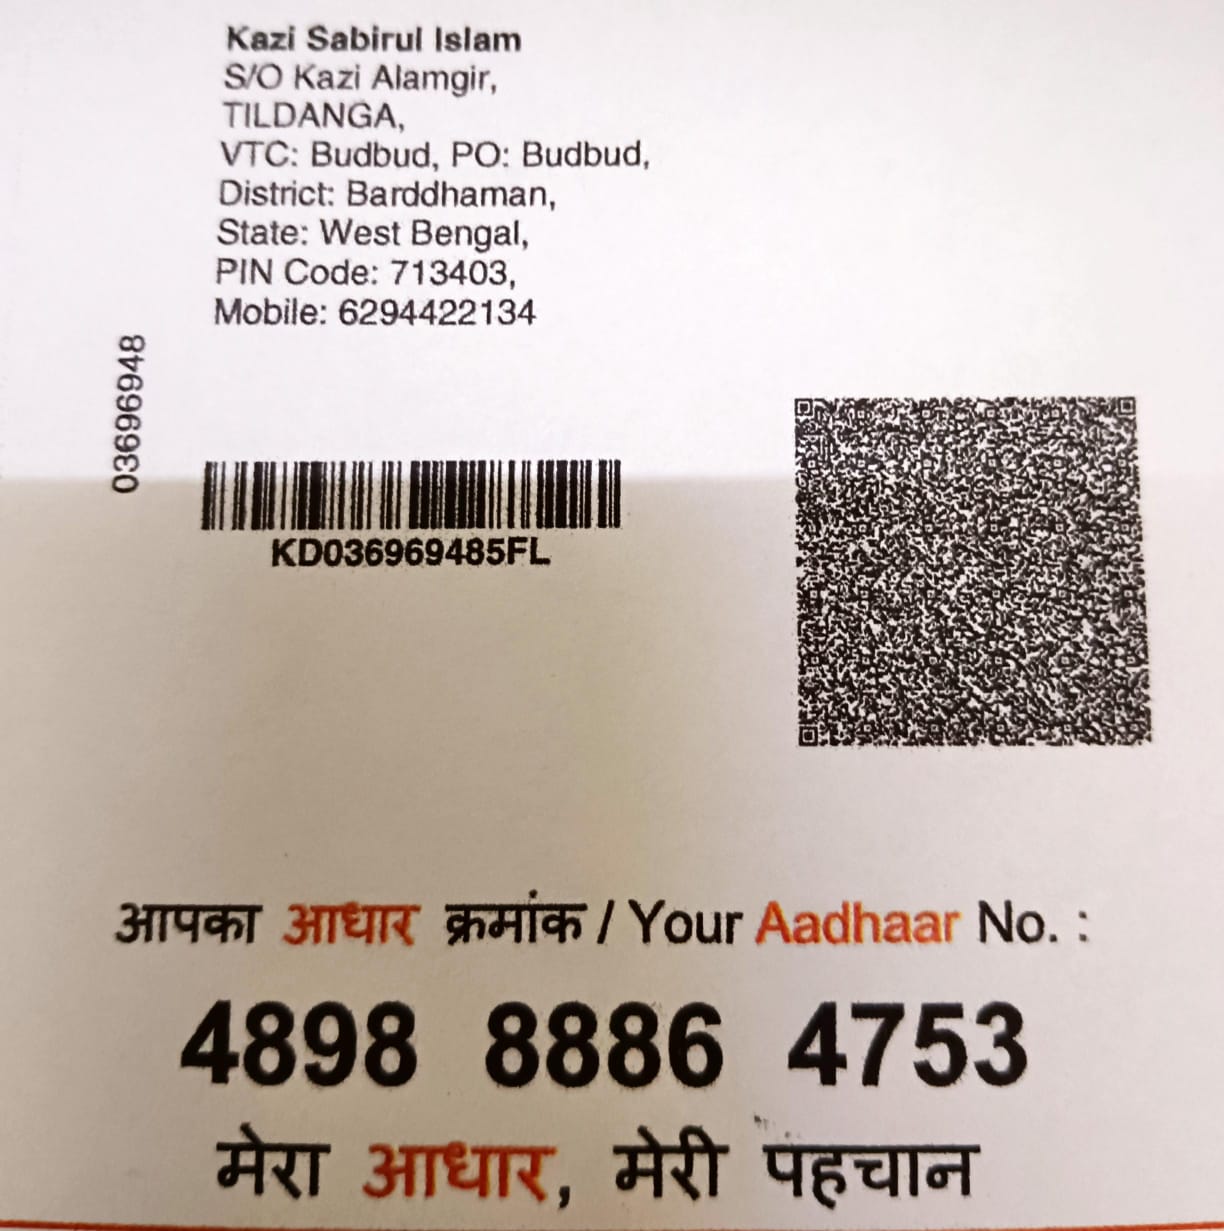 Kazi Sabirul Islam
S/O Kazi Alamgir,
TILDANGA,
VTC: Budbud, PO: Budbud,
District: Barddhaman,
State: West Bengal,
PIN Code: 713403,
Mobile: 6294422134
03696948
KD036969485FL
आपका आधार क्रमांक / Your Aadhaar No. :
4898 8886 4753
मेरा आधार, मेरी पहचान